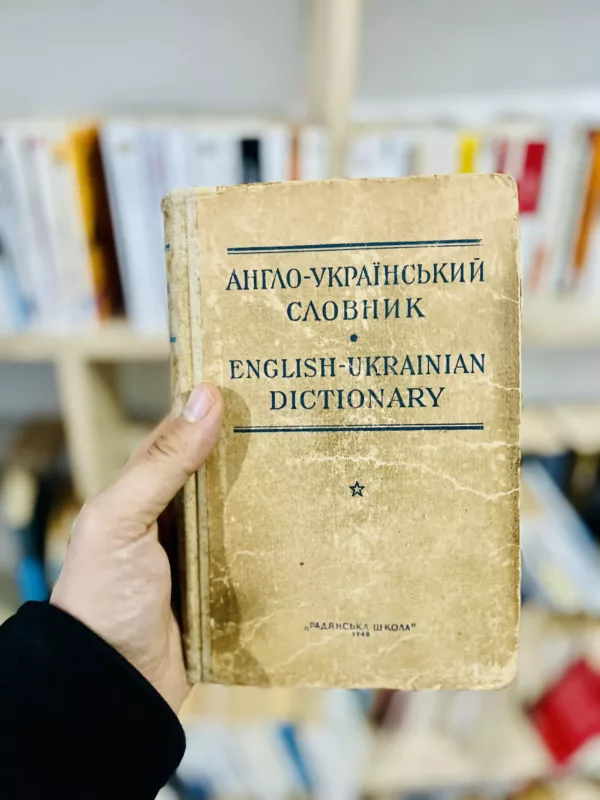 АНГЛО-УКРАЇНСЬКИЙ
СЛОВНИК
•
ENGLISH-UKRAINIAN
DICTIONARY
„РАДЯНСЬКА ШКОЛА"
1948